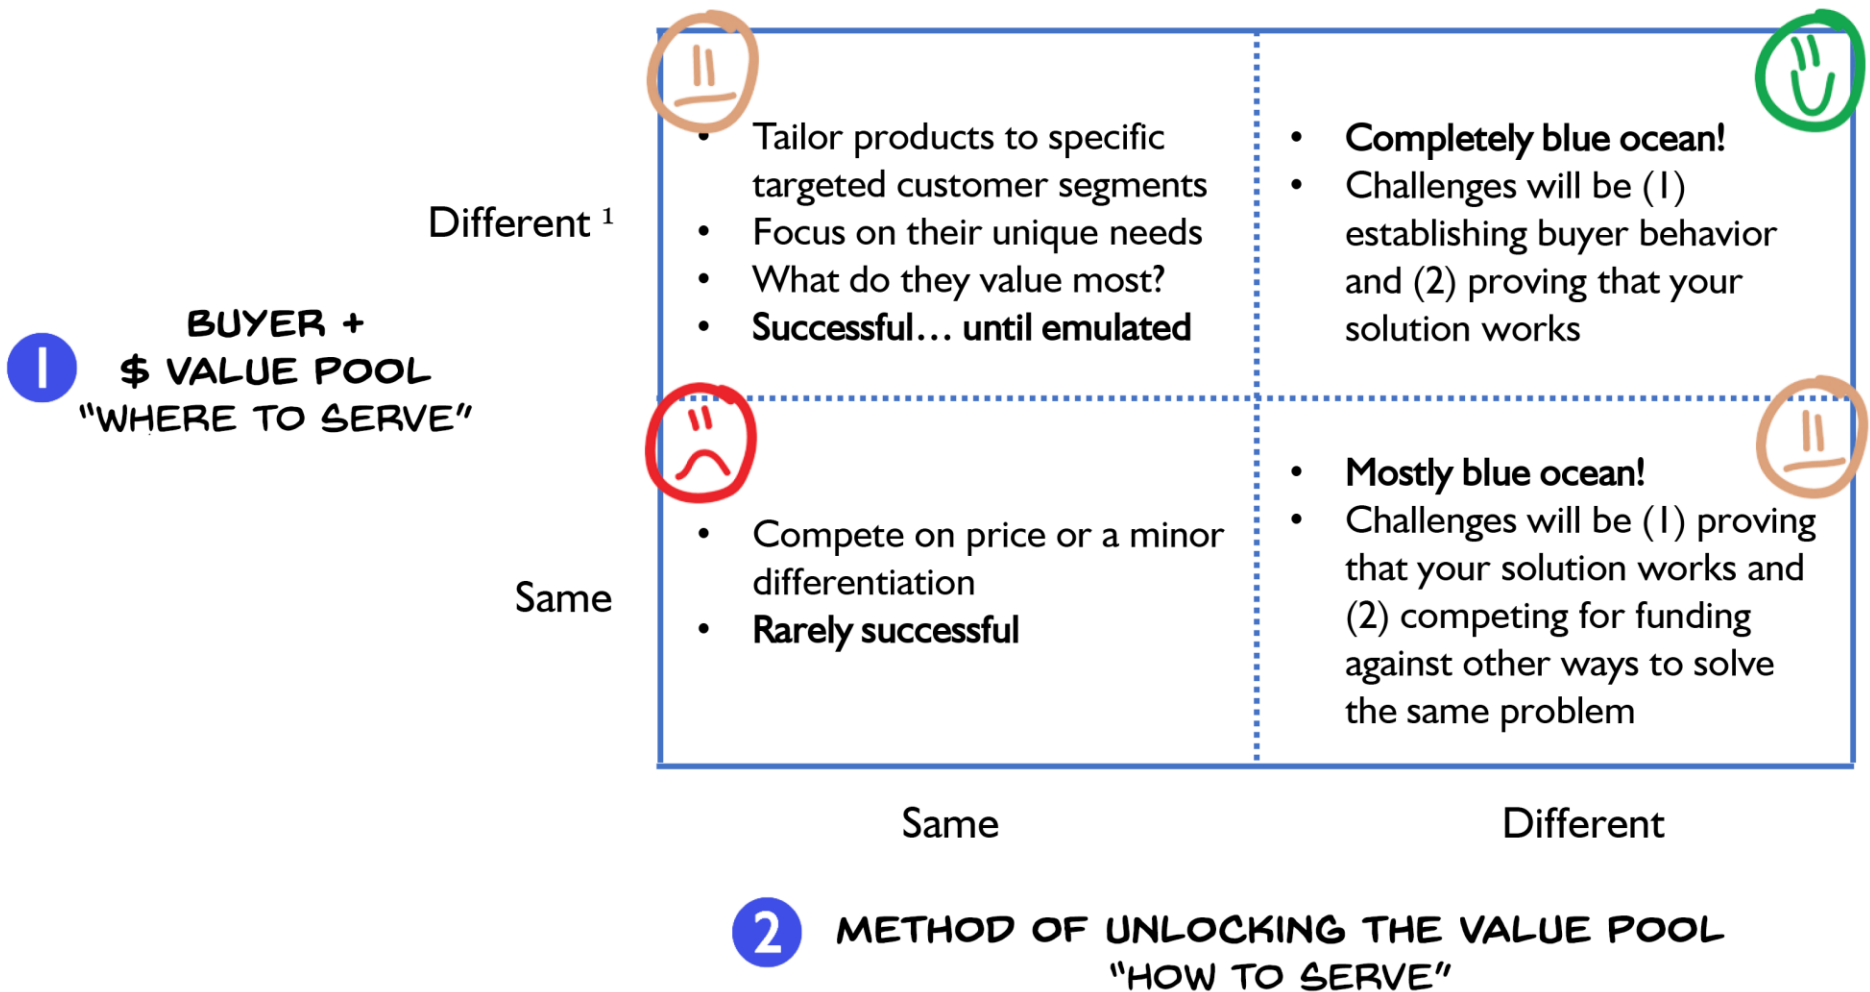 • Tailor products to specific
targeted customer segments
• Focus on their unique needs
• What do they value most?
• Successful... until emulated
• Completely blue ocean!
• Challenges will be (1)
establishing buyer behavior
and (2) proving that your
solution works
Different ¹
1
BUYER +
$ VALUE POOL
"WHERE TO SERVE"
Same
• Compete on price or a minor
differentiation
• Rarely successful
• Mostly blue ocean!
• Challenges will be (1) proving
that your solution works and
(2) competing for funding
against other ways to solve
the same problem
Same
Different
2
METHOD OF UNLOCKING THE VALUE POOL
"HOW TO SERVE"